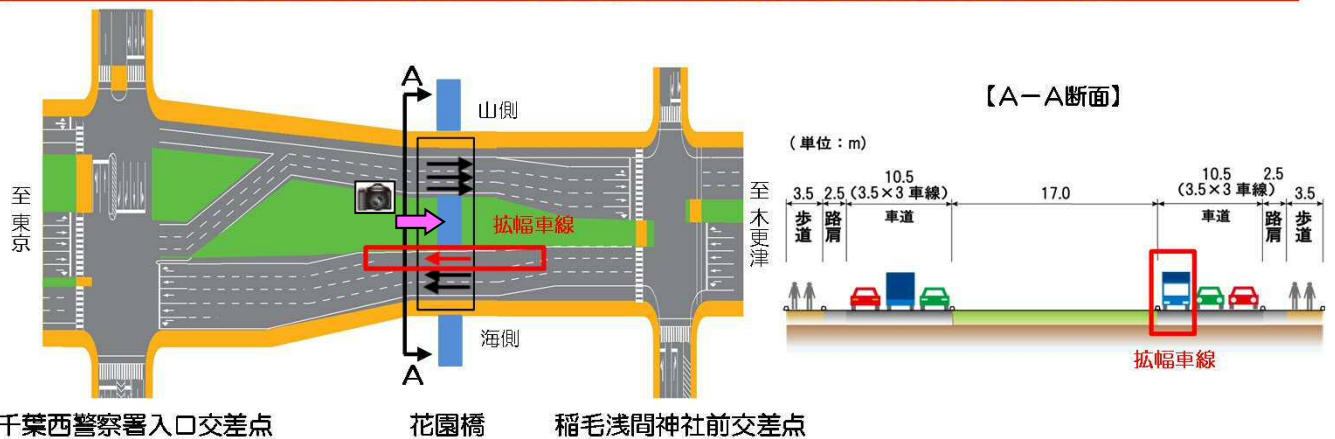 A
山側
至東京
拡幅車線
至木更津
海側
A
千葉西警察署入口交差点
花園橋
稲毛浅間神社前交差点
【A－A断面】
(単位：m)
3.5
2.5
10.5
(3.5×3 車線)
17.0
10.5
(3.5×3 車線)
2.5
3.5
歩道
路肩
車道
車道
路肩
歩道
拡幅車線